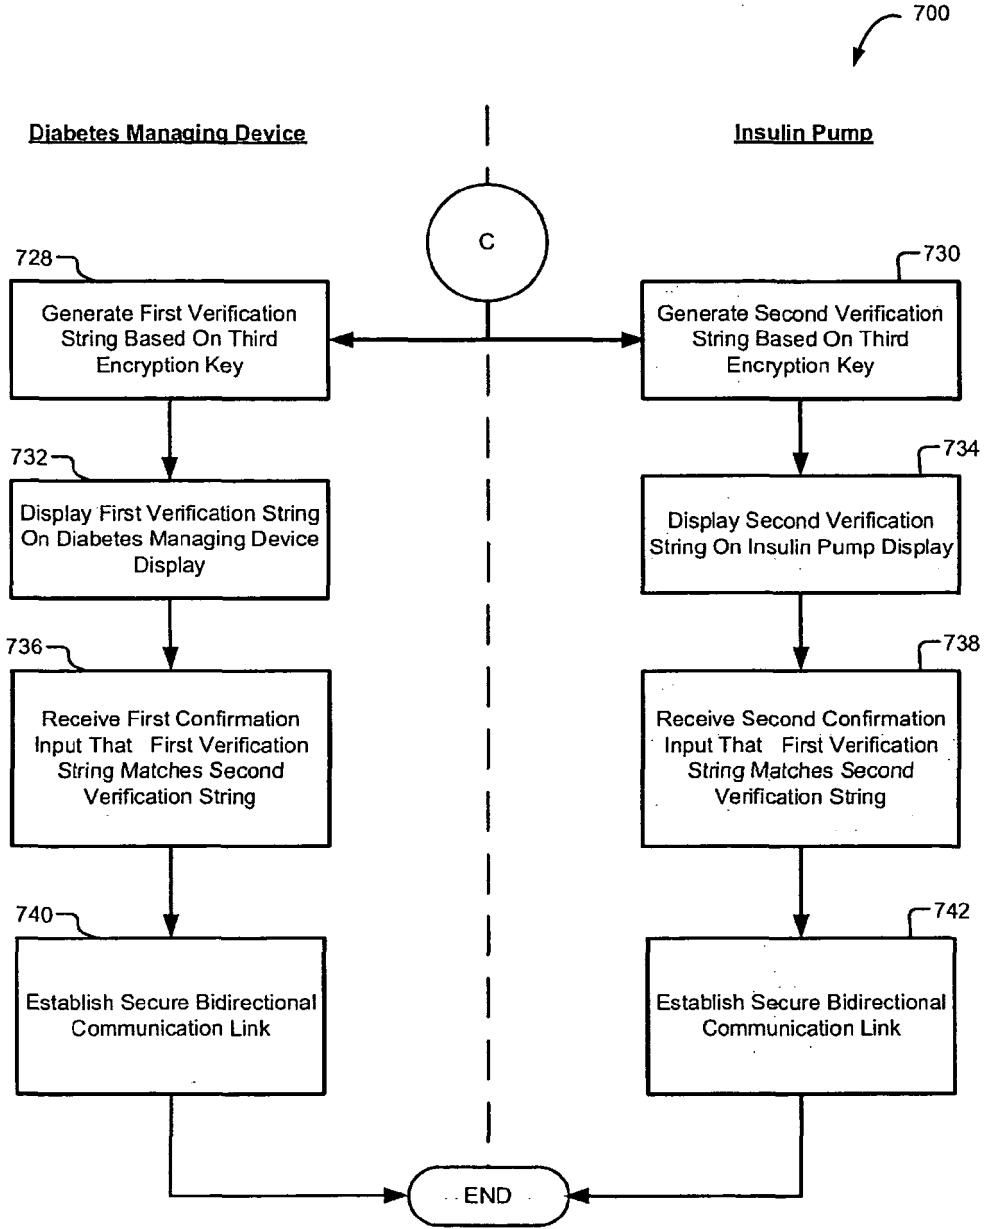 700
Diabetes Managing Device
Insulin Pump
C
728
730
Generate First Verification
String Based On Third
Encryption Key
Generate Second Verification
String Based On Third
Encryption Key
732
734
Display First Verification String
On Diabetes Managing Device
Display
Display Second Verification
String On Insulin Pump Display
736
738
Receive First Confirmation
Input That First Verification
String Matches Second
Verification String
Receive Second Confirmation
Input That First Verification
String Matches Second
Verification String
740
742
Establish Secure Bidirectional
Communication Link
Establish Secure Bidirectional
Communication Link
END